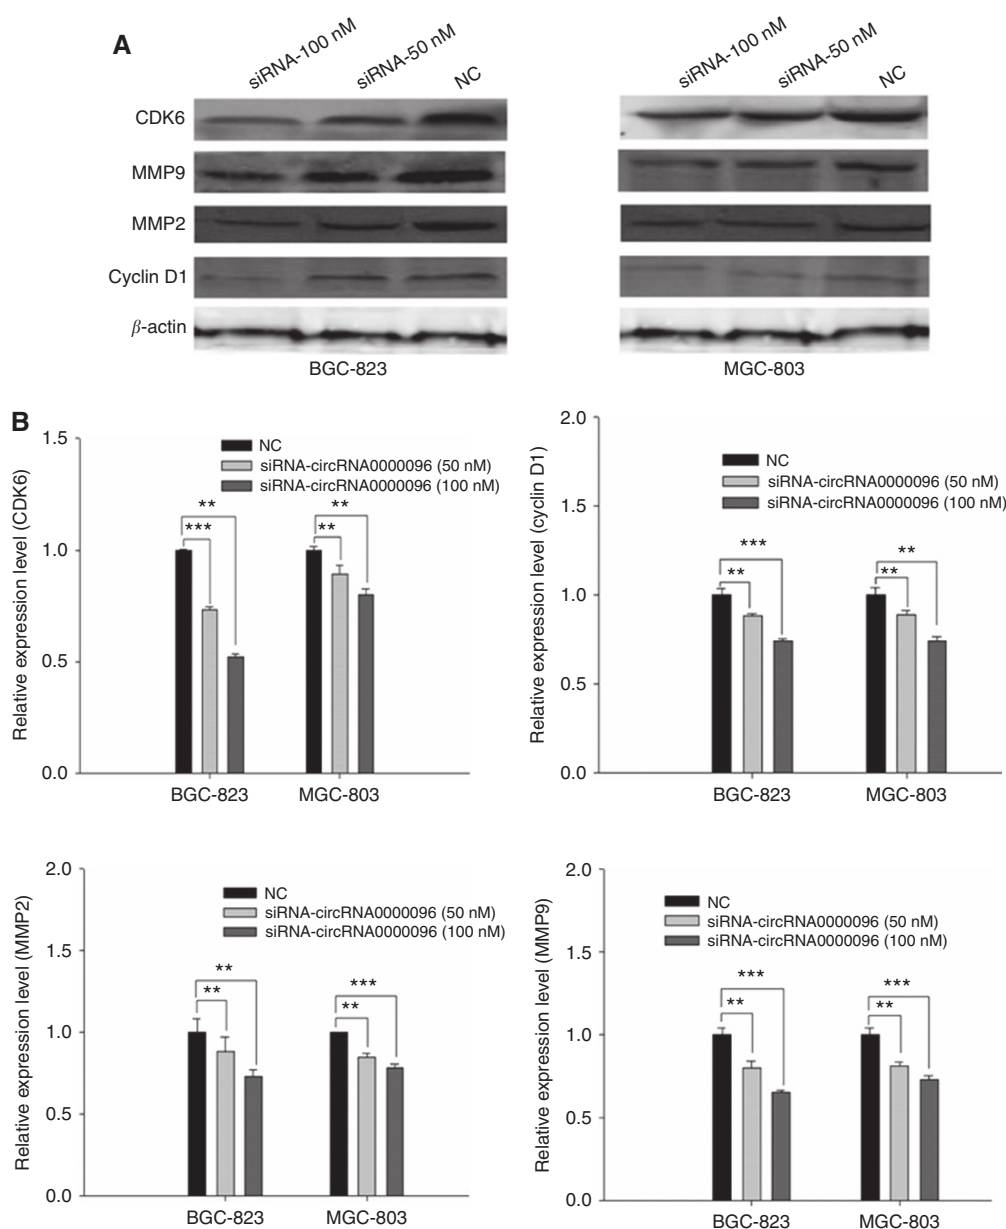 A
siRNA-100 nM
siRNA-50 nM
NC
siRNA-100 nM
siRNA-50 nM
NC
CDK6
MMP9
MMP2
Cyclin D1
β-actin
BGC-823
MGC-803
B
Relative expression level (CDK6)
1.5
1.0
0.5
0.0
NC
siRNA-circRNA0000096 (50 nM)
siRNA-circRNA0000096 (100 nM)
**
***
**
**
BGC-823
MGC-803
Relative expression level (cyclin D1)
2.0
1.5
1.0
0.5
0.0
NC
siRNA-circRNA0000096 (50 nM)
siRNA-circRNA0000096 (100 nM)
***
**
**
**
BGC-823
MGC-803
Relative expression level (MMP2)
2.0
1.5
1.0
0.5
0.0
NC
siRNA-circRNA0000096 (50 nM)
siRNA-circRNA0000096 (100 nM)
**
**
***
**
BGC-823
MGC-803
Relative expression level (MMP9)
2.0
1.5
1.0
0.5
0.0
NC
siRNA-circRNA0000096 (50 nM)
siRNA-circRNA0000096 (100 nM)
***
**
***
**
BGC-823
MGC-803